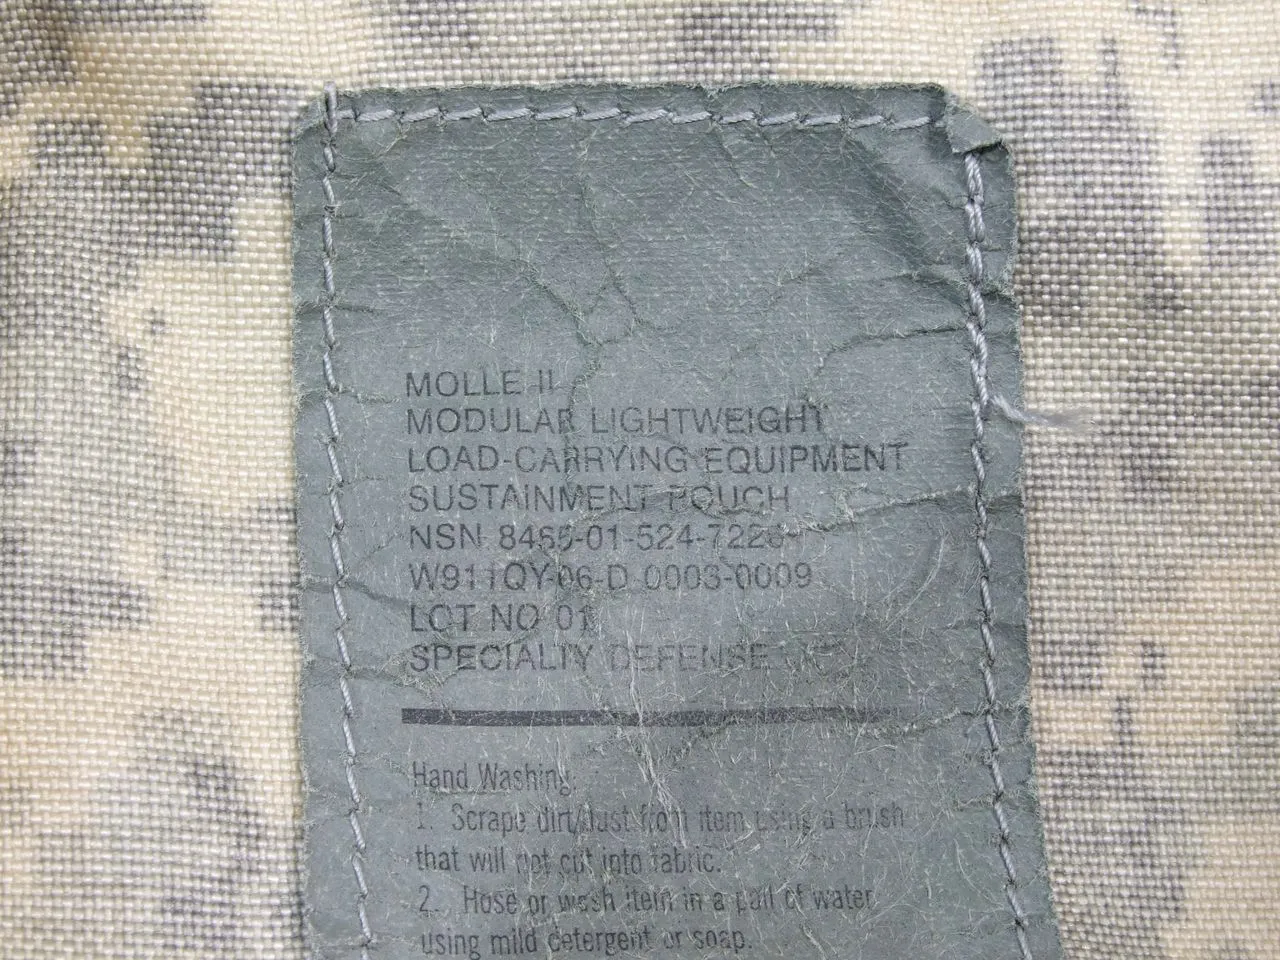 MOLLE II
MODULAR LIGHTWEIGHT
LOAD-CARRYING EQUIPMENT
SUSTAINMENT POUCH
NSN 8465-01-524-7226
W911QY-06-D 0003-0009
LOT NO 01
SPECIALTY DEFENSE
Hand Washing:
1. Scrape dirt/dust from item using a brush
that will not cut into fabric.
2. Hose or wash item in a pail of water
using mild detergent or soap.